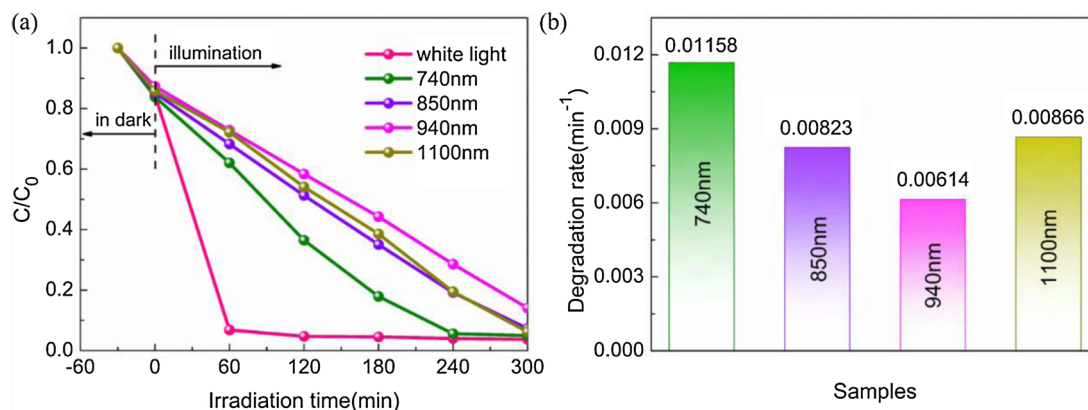 (a)
illumination
in dark
white light
740nm
850nm
940nm
1100nm
C/C0
1.0
0.8
0.6
0.4
0.2
0.0
-60
0
60
120
180
240
300
Irradiation time(min)
(b)
Degradation rate(min-1)
0.012
0.009
0.006
0.003
0.000
0.01158
0.00823
0.00614
0.00866
740nm
850nm
940nm
1100nm
Samples